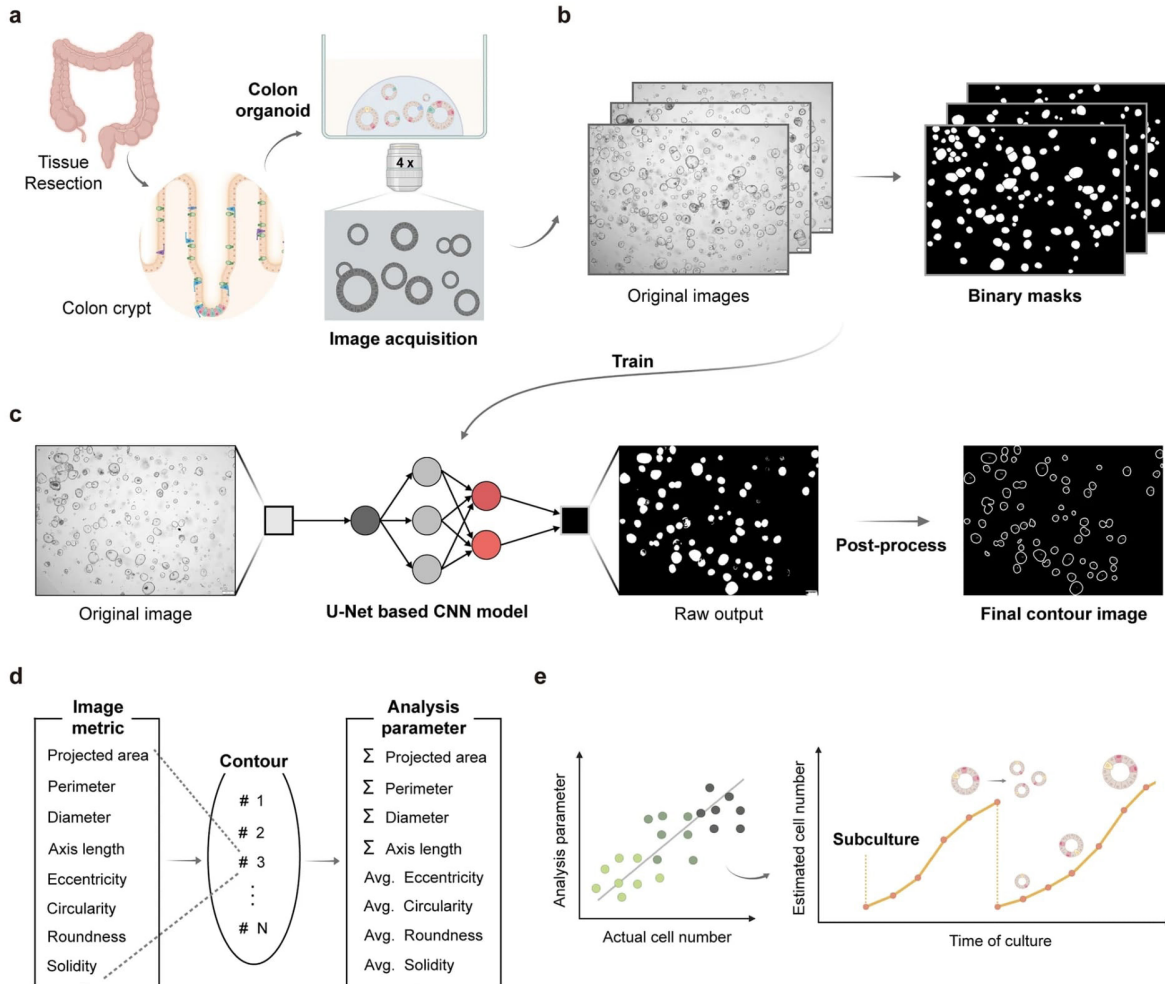 a
Tissue
Resection
Colon crypt
Colon
organoid
4 x
Image acquisition
b
Original images
Binary masks
Train
c
Original image
U-Net based CNN model
Raw output
Post-process
Final contour image
d
Image
metric
Projected area
Perimeter
Diameter
Axis length
Eccentricity
Circularity
Roundness
Solidity
Contour
# 1
# 2
# 3
⋮
# N
Analysis
parameter
Σ Projected area
Σ Perimeter
Σ Diameter
Σ Axis length
Avg. Eccentricity
Avg. Circularity
Avg. Roundness
Avg. Solidity
e
Analysis parameter
Actual cell number
Estimated cell number
Subculture
Time of culture